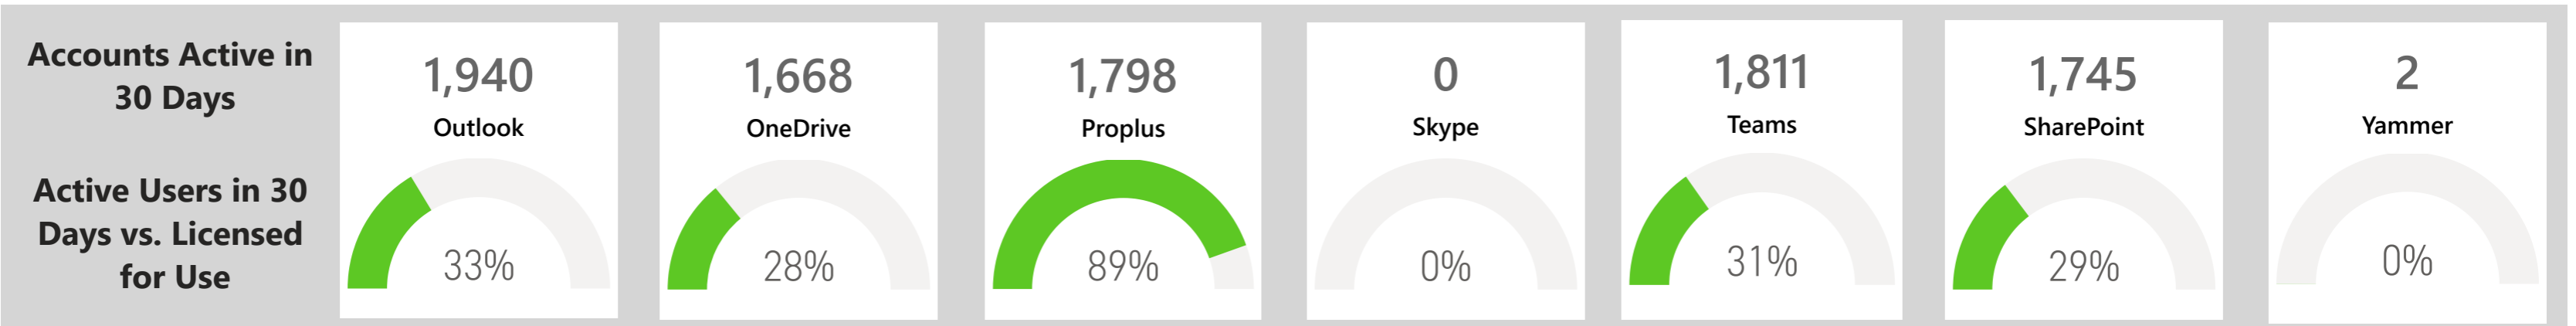 Accounts Active in
30 Days
Active Users in 30
Days vs. Licensed
for Use
1,940
Outlook
33%
1,668
OneDrive
28%
1,798
Proplus
89%
0
Skype
0%
1,811
Teams
31%
1,745
SharePoint
29%
2
Yammer
0%